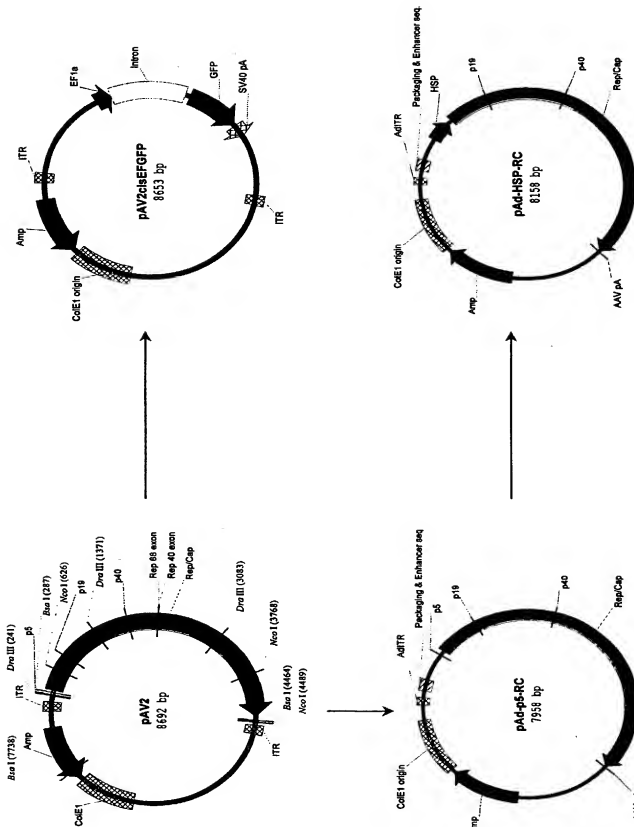 ITR
EF1a
Intron
GFP
SV40 pA
ITR
ColE1 origin
Amp
pAV2cisEFGFP
8653 bp
Dra III (241)
p5
Bsa I (287)
Nco I (626)
p19
Dra III (1371)
p40
Rep 68 exon
Rep 40 exon
Rep/Cap
Dra III (3083)
Nco I (3768)
Bsa I (4464)
Nco I (4489)
ITR
ColE1
Bsa I (7738)
Amp
ITR
pAV2
8692 bp
AdITR
Packaging & Enhancer seq.
HSP
p19
p40
Rep/Cap
AAV pA
Amp
ColE1 origin
pAd-HSP-RC
8158 bp
AdITR
Packaging & Enhancer seq.
p5
p19
p40
Rep/Cap
ColE1 origin
pAd-p5-RC
7958 bp